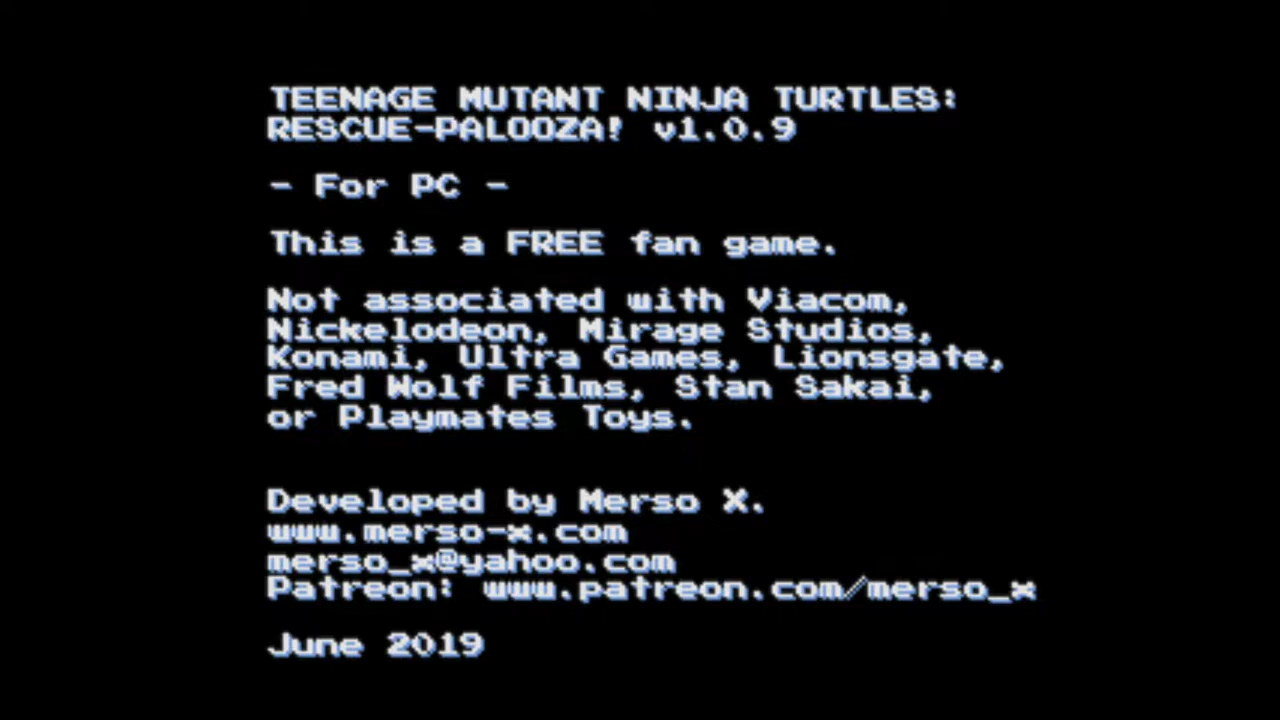 TEENAGE MUTANT NINJA TURTLES:
RESCUE-PALOOZA! v1.0.9
- For PC -
This is a FREE fan game.
Not associated with Viacom,
Nickelodeon, Mirage Studios,
Konami, Ultra Games, Lionsgate,
Fred Wolf Films, Stan Sakai,
or Playmates Toys.
Developed by Merso X.
www.merso-x.com
merso_x@yahoo.com
Patreon: www.patreon.com/merso_x
June 2019